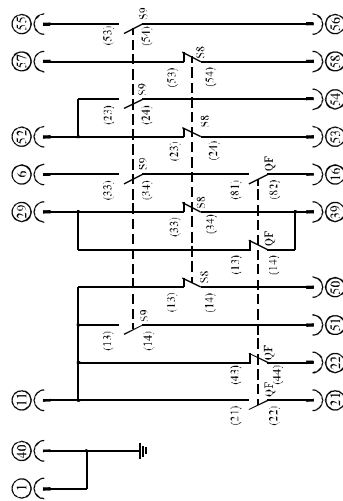 55 (53) S9 (54) 56
57 (53) S8 (54) 58
(23) S9 (24) 54
52 (23) S8 (24) 53
6 (33) S9 (34) (81) QF (82) 16
29 (33) S8 (34) 39
(13) QF (14)
(13) S8 (14) 50
(13) S9 (14) 51
(43) QF (44) 22
11 (21) QF (22) 21
40
1